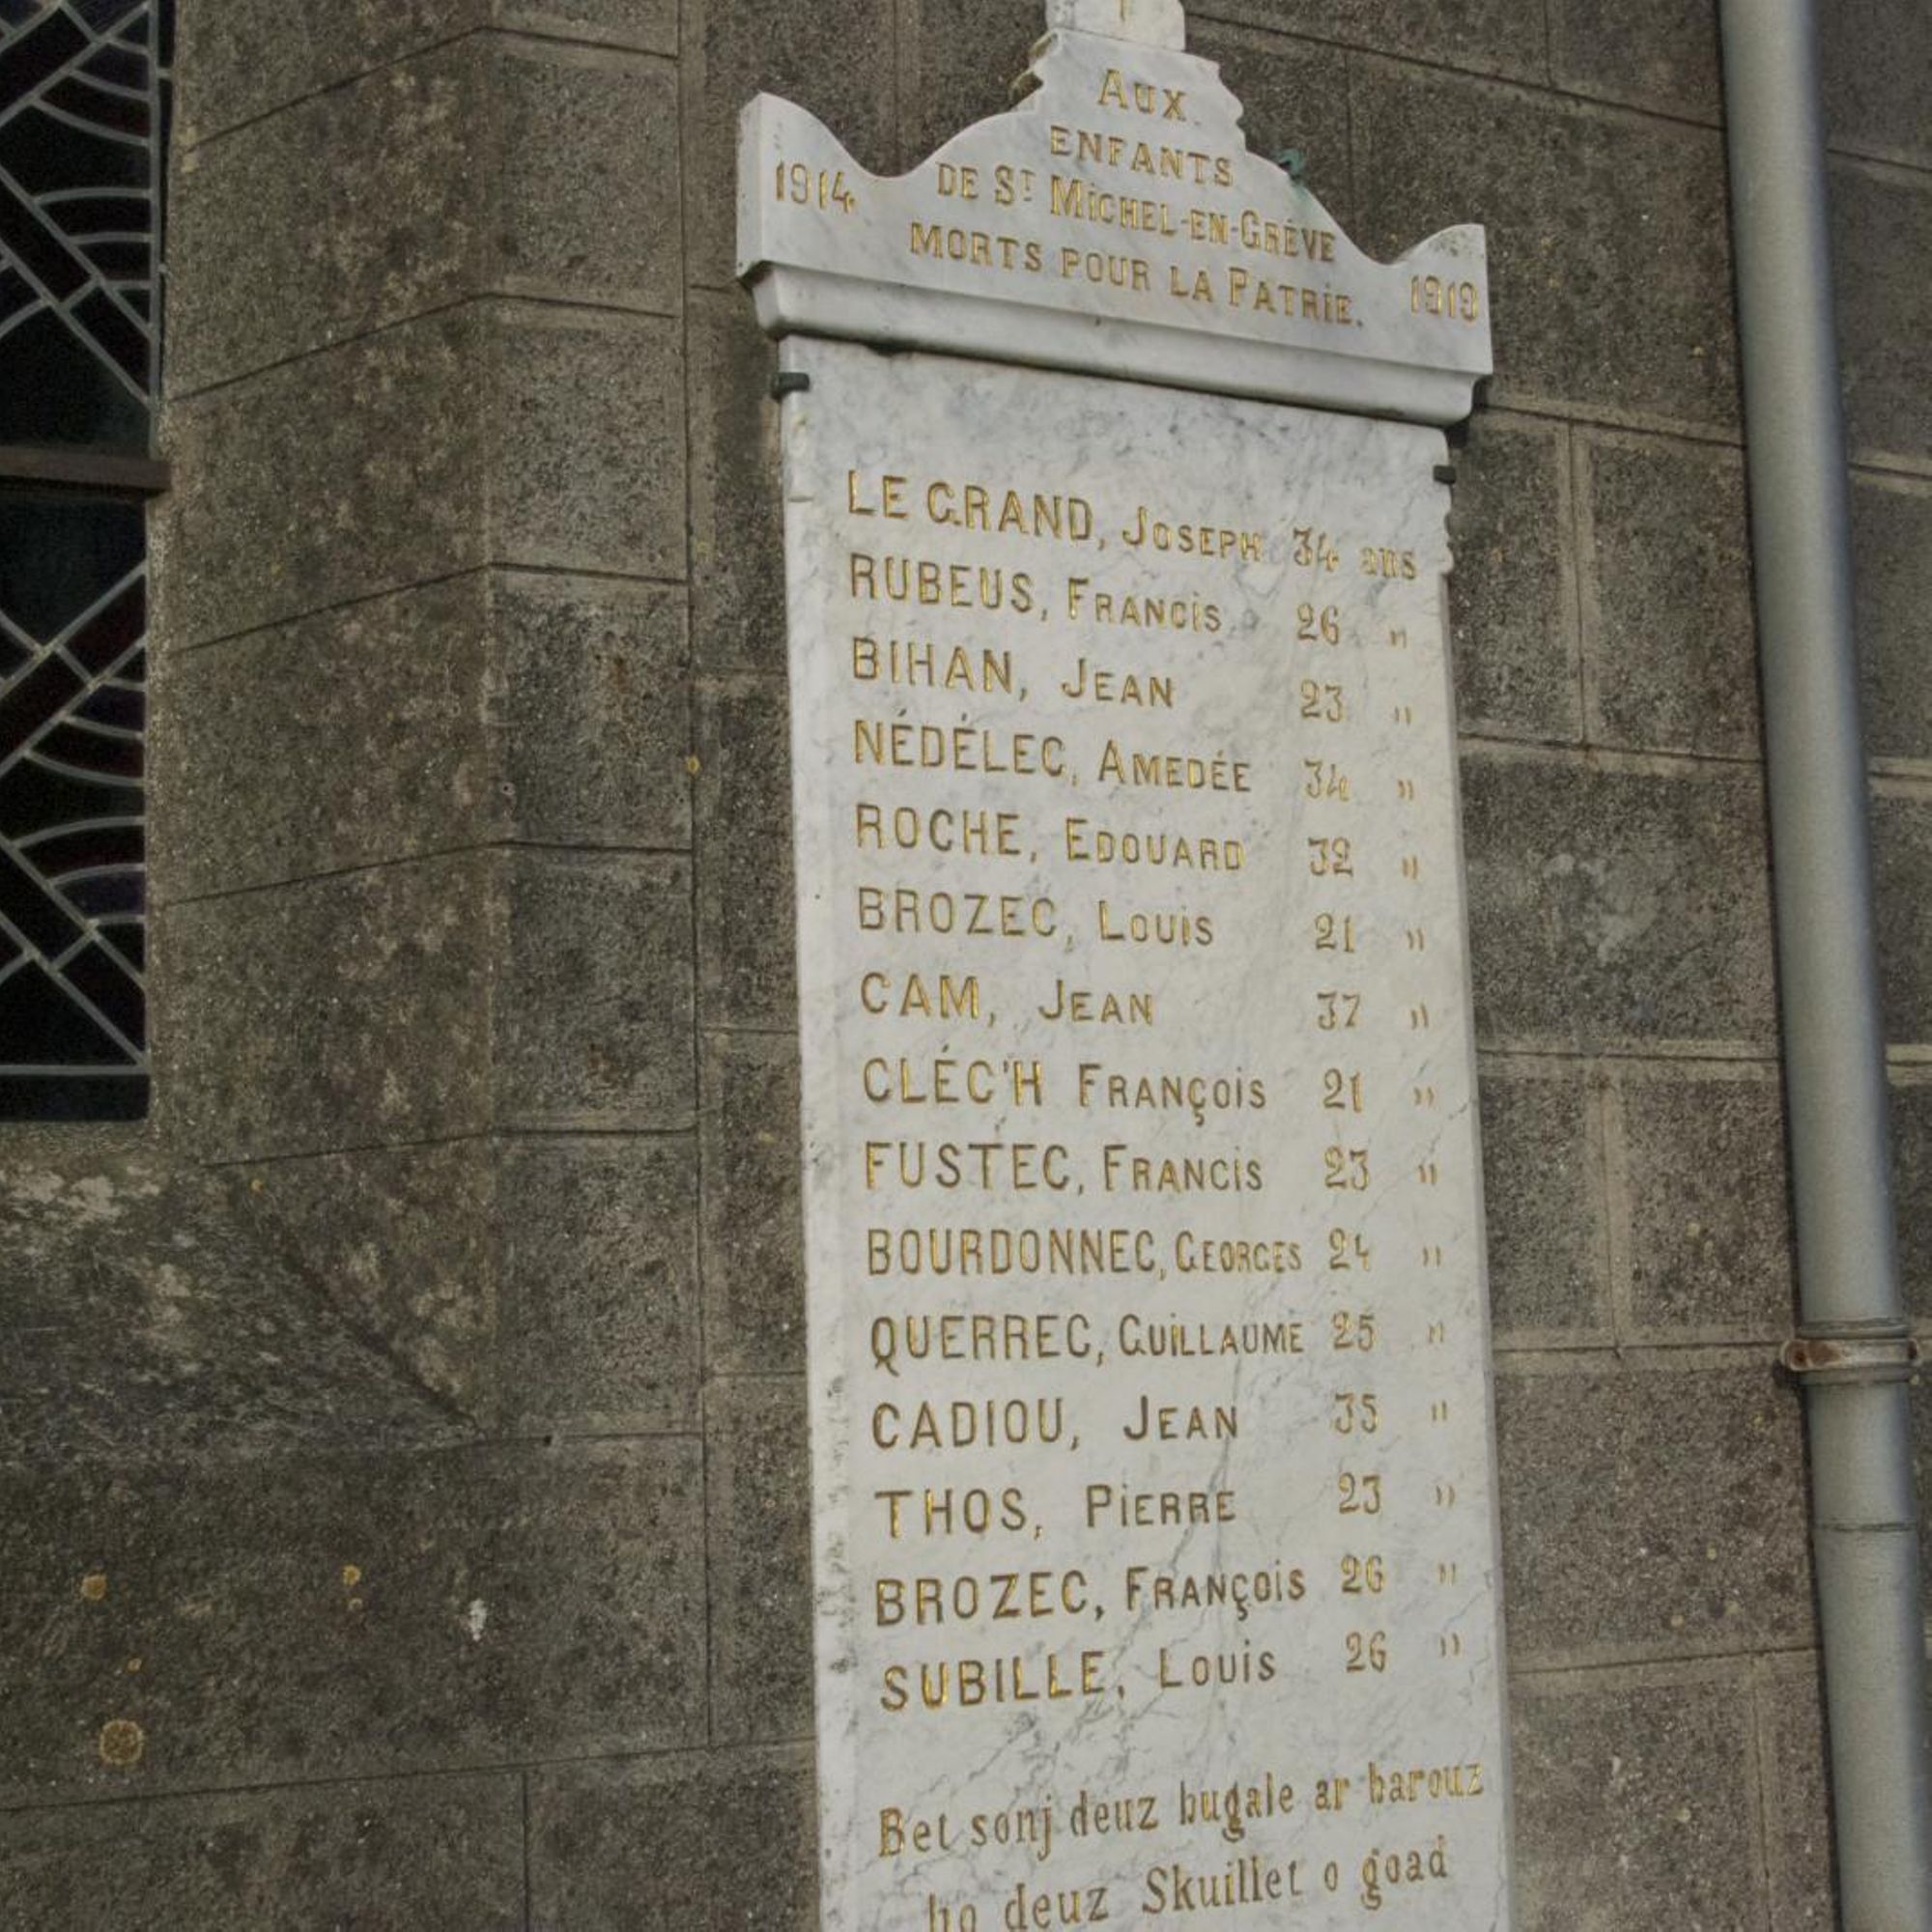 AUX
ENFANTS
DE ST MICHEL-EN-GRÈVE
1914 MORTS POUR LA PATRIE. 1919
LE GRAND, JOSEPH 34 ans
RUBEUS, FRANCIS 26 "
BIHAN, JEAN 23 "
NÉDÉLEC, AMEDÉE 34 "
ROCHE, EDOUARD 32 "
BROZEC, LOUIS 21 "
CAM, JEAN 37 "
CLÉC'H FRANÇOIS 21 "
FUSTEC, FRANCIS 23 "
BOURDONNEC, GEORGES 24 "
QUERREC, GUILLAUME 25 "
CADIOU, JEAN 35 "
THOS, PIERRE 23 "
BROZEC, FRANÇOIS 26 "
SUBILLE, LOUIS 26 "
Bet sonj deuz bugale ar barouz
ho deuz Skuillet o goad